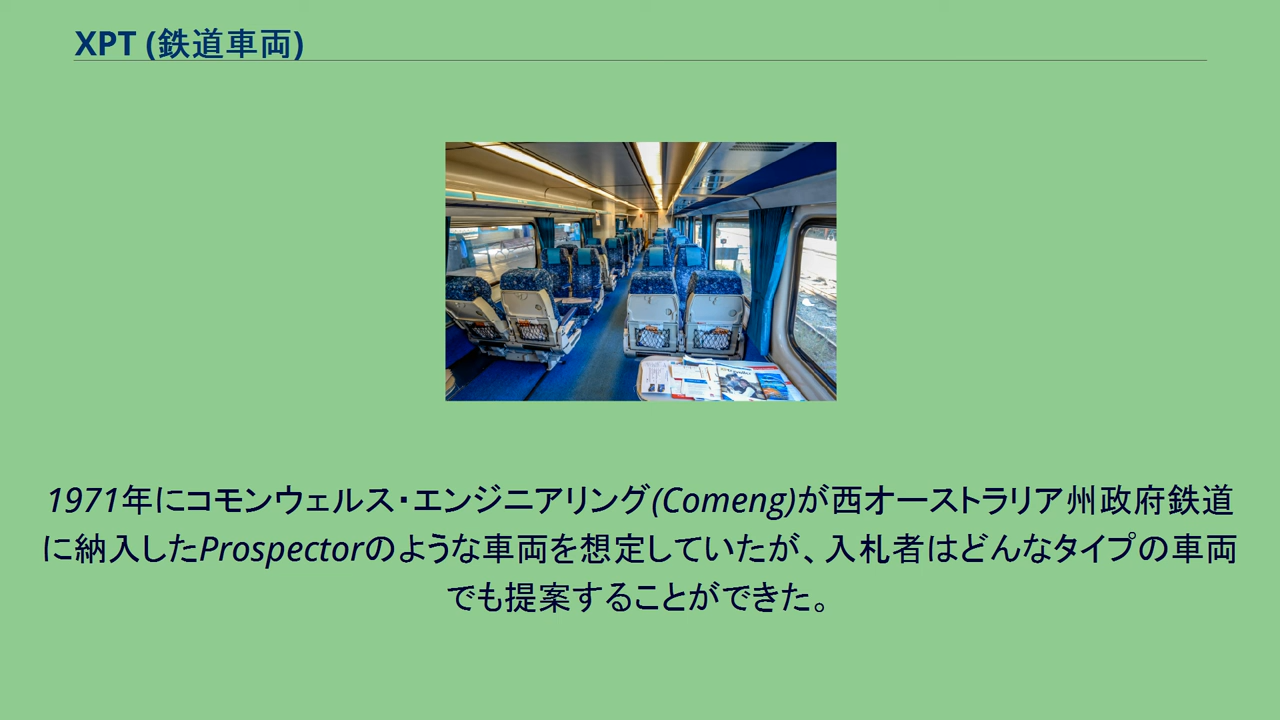 XPT (鉄道車両)
1971年にコモンウェルス・エンジニアリング(Comeng)が西オーストラリア州政府鉄道
に納入したProspectorのような車両を想定していたが、入札者はどんなタイプの車両
でも提案することができた。